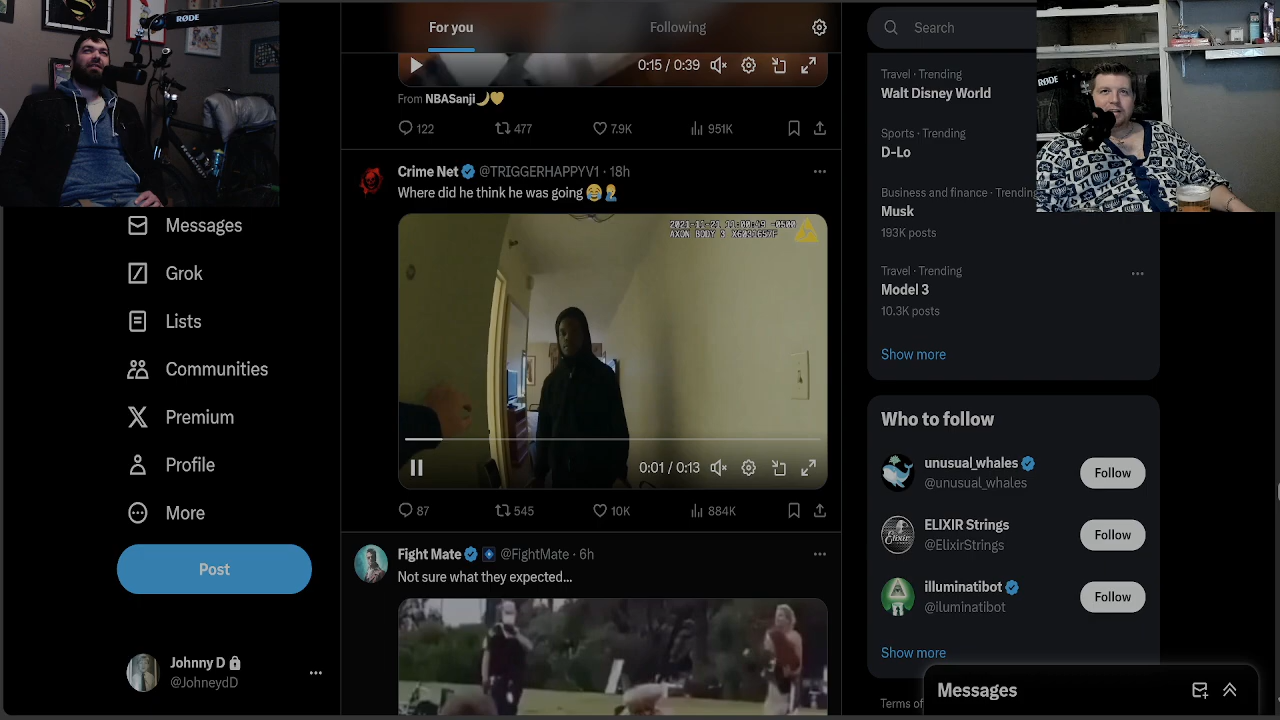 RØDE
For you
Following
Search
0:15 / 0:39
From NBASanji🌙💛
122
477
7.9K
951K
Crime Net @TRIGGERHAPPYV1 · 18h
Where did he think he was going 😂🤦‍♂️
0:01 / 0:13
87
545
10K
884K
Fight Mate @FightMate · 6h
Not sure what they expected...
Messages
Grok
Lists
Communities
Premium
Profile
More
Post
Johnny D
@JohneydD
RØDE
Travel · Trending
Walt Disney World
Sports · Trending
D-Lo
Business and finance · Trending
Musk
193K posts
Travel · Trending
Model 3
10.3K posts
Show more
Who to follow
unusual_whales
@unusual_whales
Follow
ELIXIR Strings
@ElixirStrings
Follow
illuminatibot
@iluminatibot
Follow
Show more
Terms of
Messages